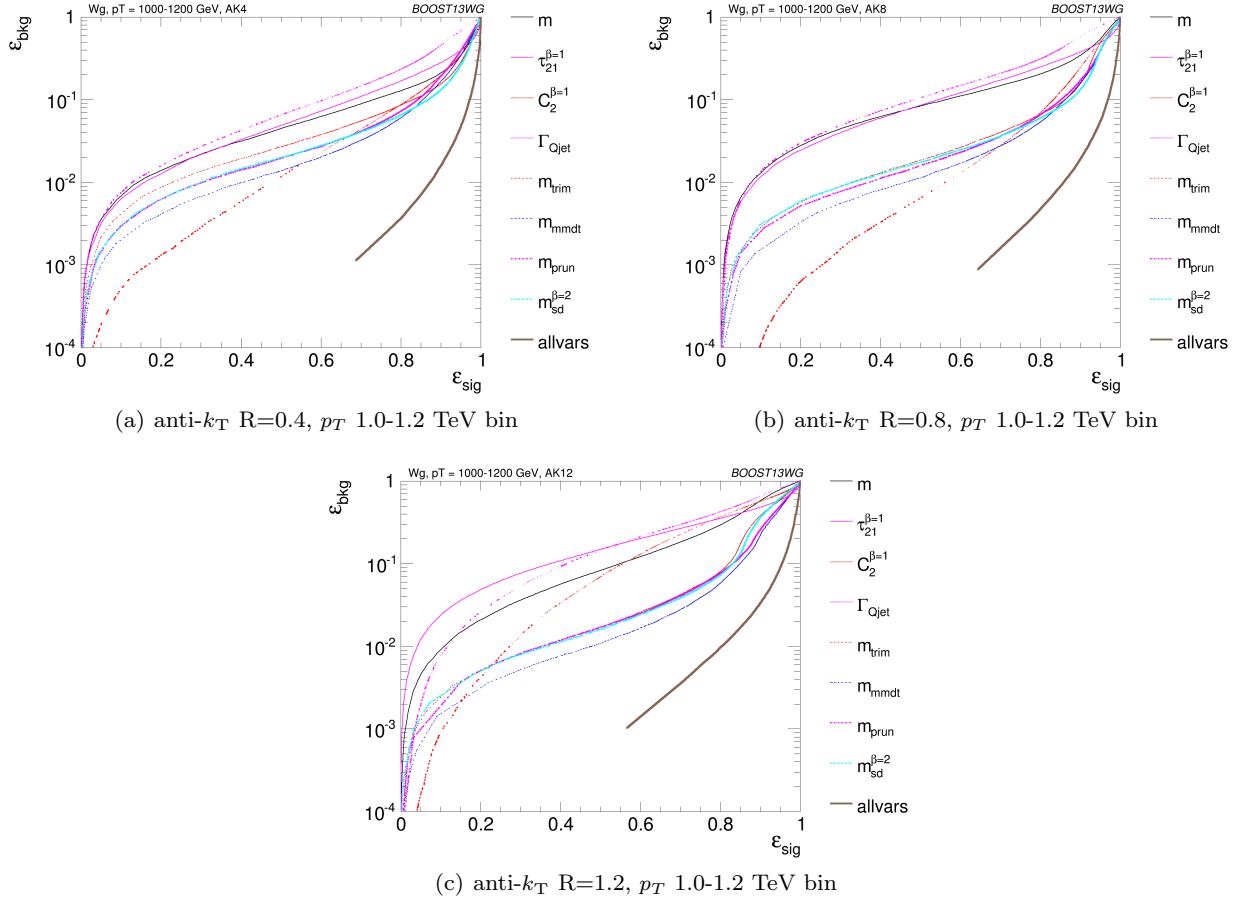 Wg, pT = 1000-1200 GeV, AK4 BOOST13WG
ε_bkg
1
10^-1
10^-2
10^-3
10^-4
0 0.2 0.4 0.6 0.8 1
ε_sig
m
τ_21^β=1
C_2^β=1
Γ_Qjet
m_trim
m_mmdt
m_prun
m_sd^β=2
allvars
(a) anti-k_T R=0.4, p_T 1.0-1.2 TeV bin
Wg, pT = 1000-1200 GeV, AK8 BOOST13WG
ε_bkg
1
10^-1
10^-2
10^-3
10^-4
0 0.2 0.4 0.6 0.8 1
ε_sig
m
τ_21^β=1
C_2^β=1
Γ_Qjet
m_trim
m_mmdt
m_prun
m_sd^β=2
allvars
(b) anti-k_T R=0.8, p_T 1.0-1.2 TeV bin
Wg, pT = 1000-1200 GeV, AK12 BOOST13WG
ε_bkg
1
10^-1
10^-2
10^-3
10^-4
0 0.2 0.4 0.6 0.8 1
ε_sig
m
τ_21^β=1
C_2^β=1
Γ_Qjet
m_trim
m_mmdt
m_prun
m_sd^β=2
allvars
(c) anti-k_T R=1.2, p_T 1.0-1.2 TeV bin